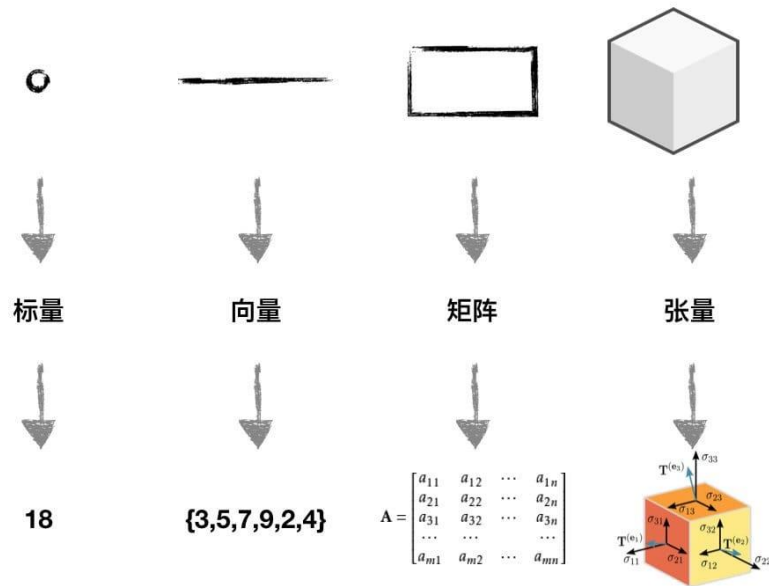 标量 向量 矩阵 张量
18 {3,5,7,9,2,4}
A = [a₁₁ a₁₂ ⋯ a₁ₙ
a₂₁ a₂₂ ⋯ a₂ₙ
a₃₁ a₃₂ ⋯ a₃ₙ
⋯ ⋯ ⋯
aₘ₁ aₘ₂ ⋯ aₘₙ]
σ₃₃
T^(e₃)
σ₂₃
σ₁₃
σ₃₁ σ₃₂
T^(e₁) T^(e₂)
σ₁₁ σ₂₁ σ₁₂ σ₂₂